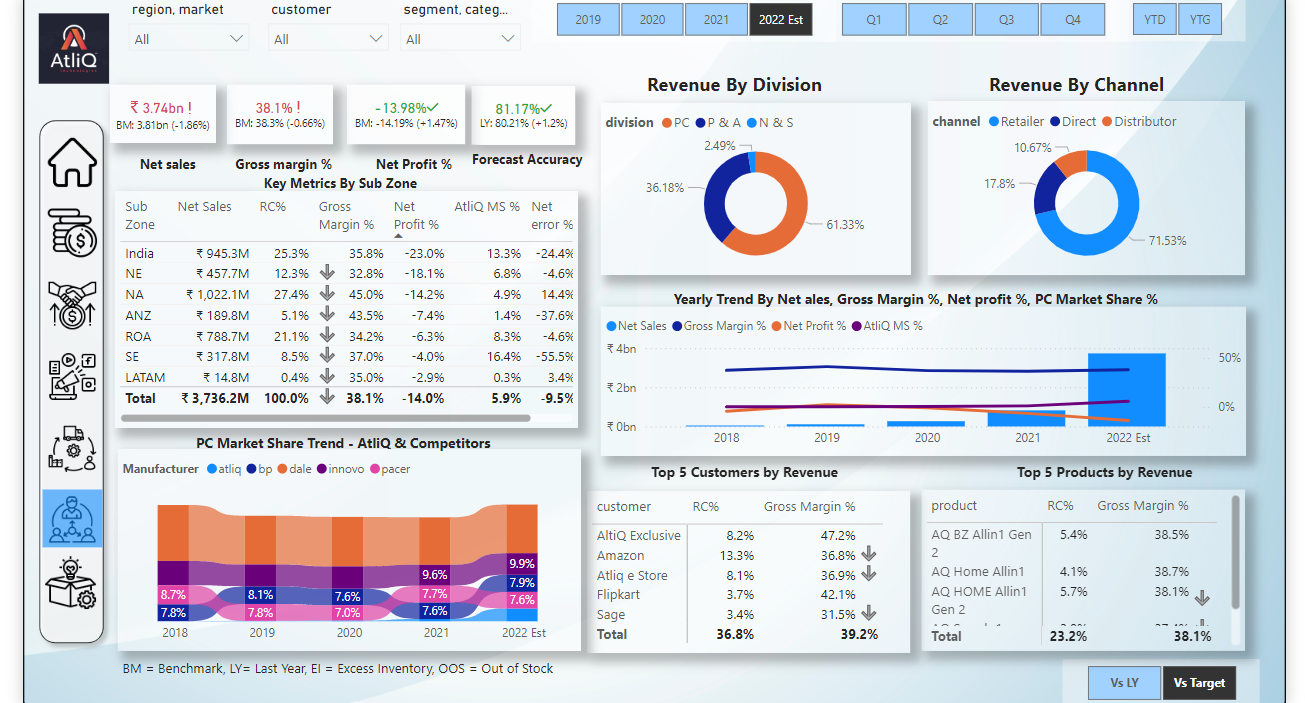 region, market customer segment, categ...
All All All
2019 2020 2021 2022 Est Q1 Q2 Q3 Q4 YTD YTG
AtliQ
technologies
₹ 3.74bn !
BM: 3.81bn (-1.86%)
Net sales
38.1% !
BM: 38.3% (-0.66%)
Gross margin %
-13.98%✓
BM: -14.19% (+1.47%)
Net Profit %
81.17%✓
LY: 80.21% (+1.2%)
Forecast Accuracy
Key Metrics By Sub Zone
Sub Zone Net Sales RC% Gross Margin % Net Profit % AtliQ MS % Net error %
India ₹ 945.3M 25.3% 35.8% -23.0% 13.3% -24.4%
NE ₹ 457.7M 12.3% 32.8% -18.1% 6.8% -4.6%
NA ₹ 1,022.1M 27.4% 45.0% -14.2% 4.9% 14.4%
ANZ ₹ 189.8M 5.1% 43.5% -7.4% 1.4% -37.6%
ROA ₹ 788.7M 21.1% 34.2% -6.3% 8.3% -4.6%
SE ₹ 317.8M 8.5% 37.0% -4.0% 16.4% -55.5%
LATAM ₹ 14.8M 0.4% 35.0% -2.9% 0.3% 3.4%
Total ₹ 3,736.2M 100.0% 38.1% -14.0% 5.9% -9.5%
Revenue By Division
division PC P & A N & S
2.49%
36.18%
61.33%
Revenue By Channel
channel Retailer Direct Distributor
10.67%
17.8%
71.53%
Yearly Trend By Net ales, Gross Margin %, Net profit %, PC Market Share %
Net Sales Gross Margin % Net Profit % AtliQ MS %
₹ 4bn 50%
₹ 2bn
0%
₹ 0bn
2018 2019 2020 2021 2022 Est
PC Market Share Trend - AtliQ & Competitors
Manufacturer atliq bp dale innovo pacer
9.9%
9.6%
8.7% 8.1% 7.6% 7.7% 7.9%
7.8% 7.8% 7.0% 7.6% 7.6%
2018 2019 2020 2021 2022 Est
Top 5 Customers by Revenue
customer RC% Gross Margin %
AltiQ Exclusive 8.2% 47.2%
Amazon 13.3% 36.8%
Atliq e Store 8.1% 36.9%
Flipkart 3.7% 42.1%
Sage 3.4% 31.5%
Total 36.8% 39.2%
Top 5 Products by Revenue
product RC% Gross Margin %
AQ BZ Allin1 Gen 5.4% 38.5%
2
AQ Home Allin1 4.1% 38.7%
AQ HOME Allin1 5.7% 38.1%
Gen 2
Total 23.2% 38.1%
BM = Benchmark, LY= Last Year, EI = Excess Inventory, OOS = Out of Stock
Vs LY Vs Target